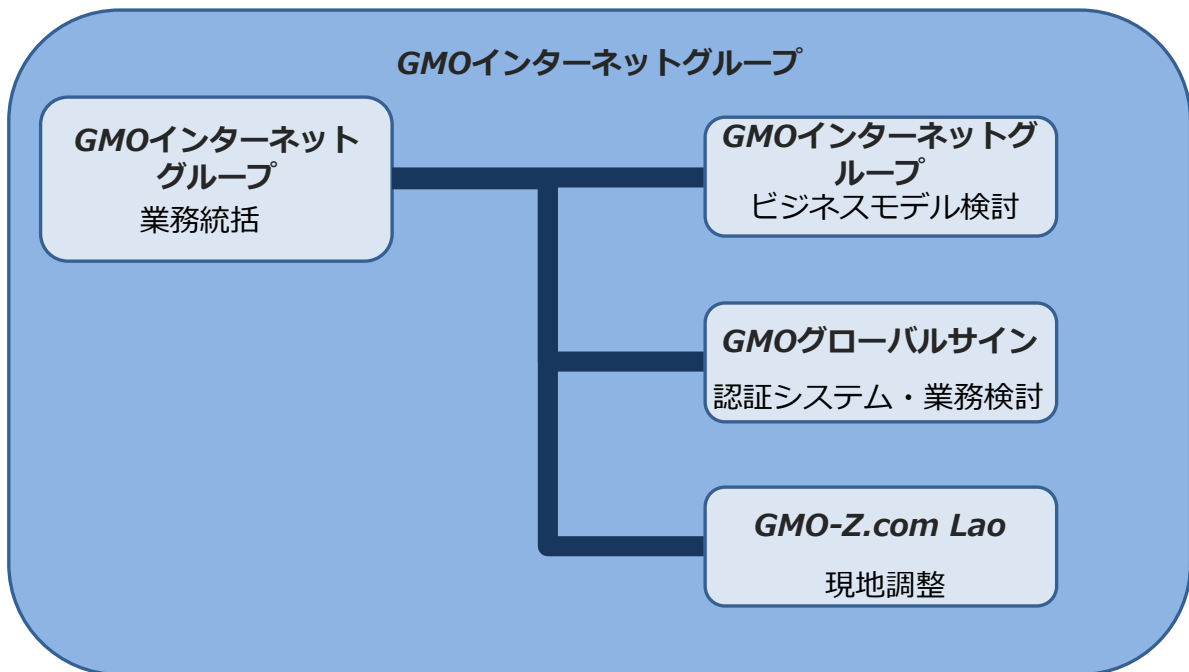 GMOインターネットグループ
GMOインターネット
グループ
業務統括
GMOインターネットグ
ループ
ビジネスモデル検討
GMOグローバルサイン
認証システム・業務検討
GMO-Z.com Lao
現地調整